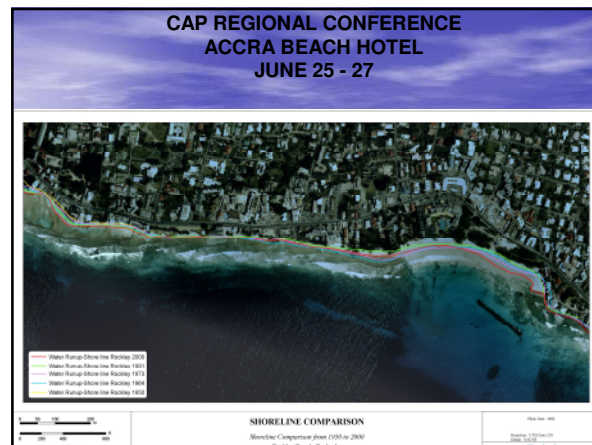 CAP REGIONAL CONFERENCE
ACCRA BEACH HOTEL
JUNE 25 - 27
Water Runup-Shore line Rockley 2000
Water Runup-Shore line Rockley 1991
Water Runup-Shore line Rockley 1973
Water Runup-Shore line Rockley 1964
Water Runup-Shore line Rockley 1950
SHORELINE COMPARISON
Shoreline Comparison from 1950 to 2000